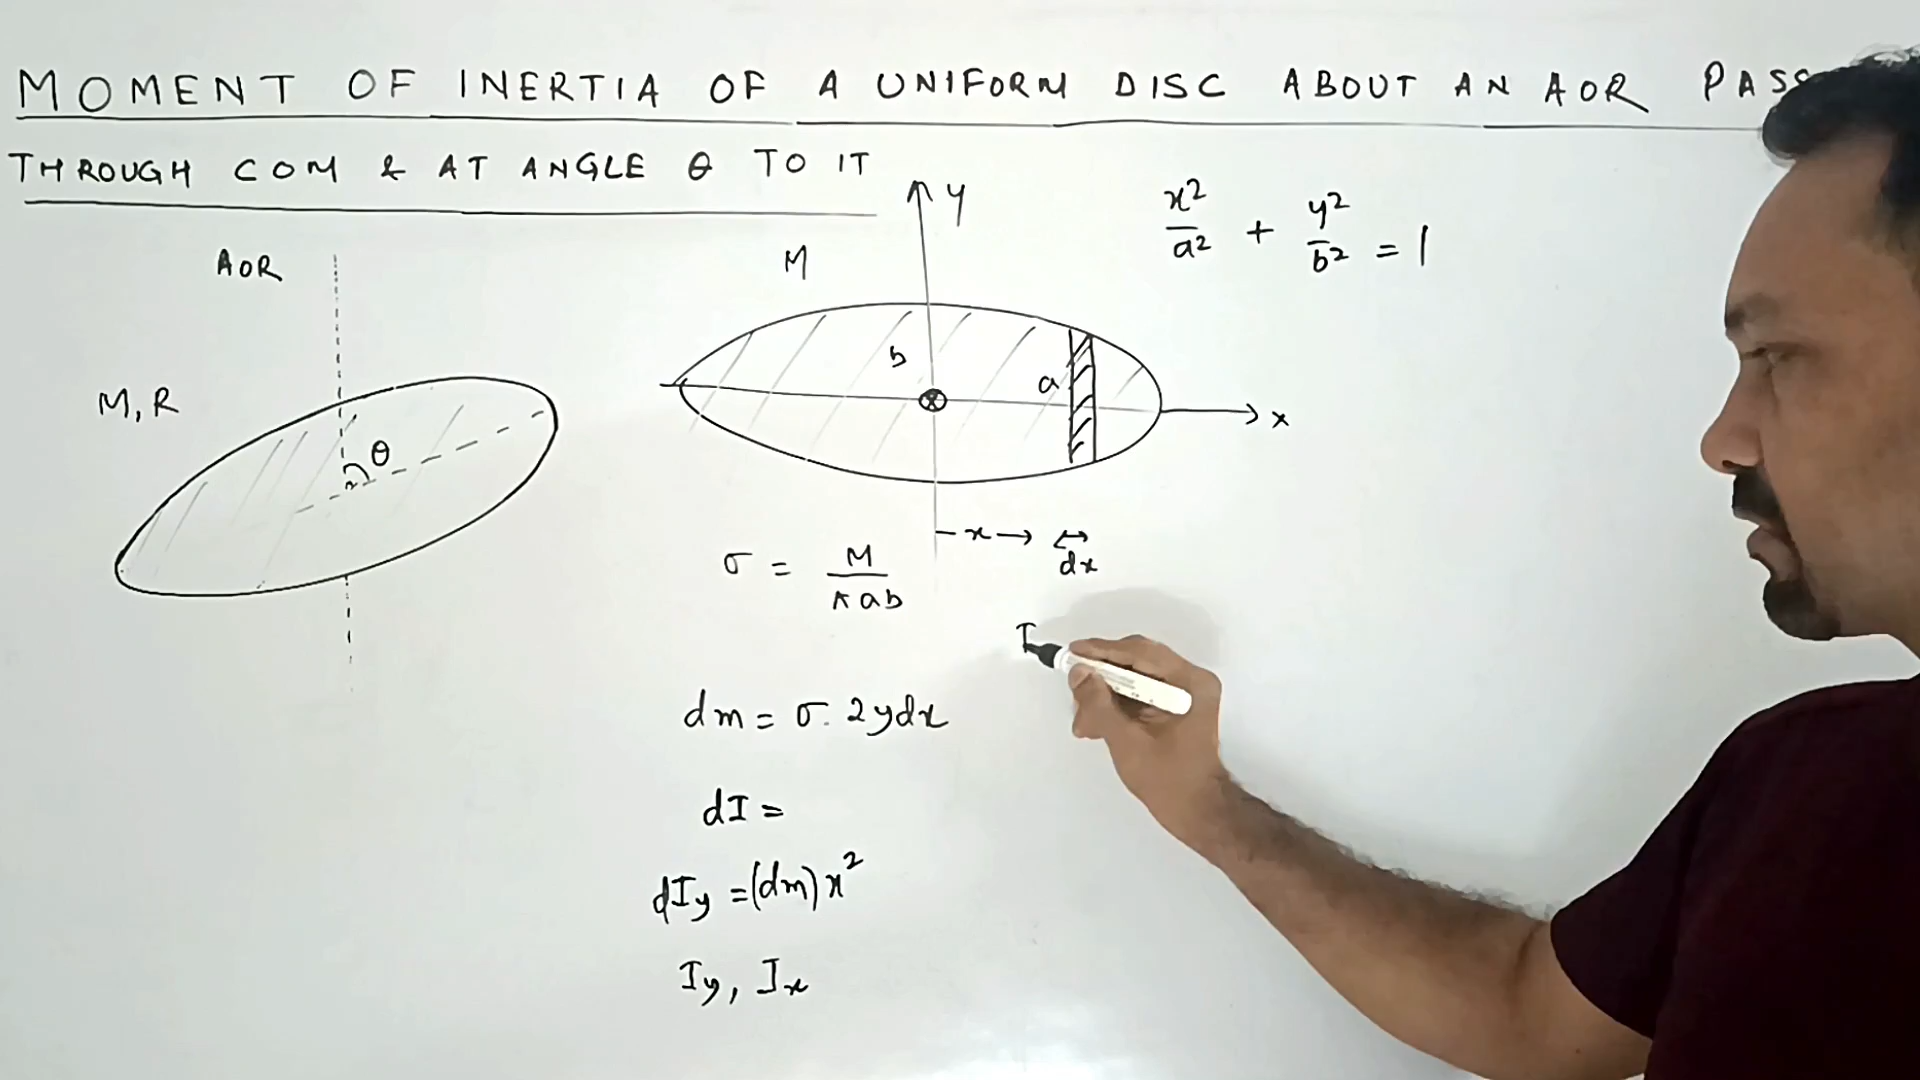 MOMENT OF INERTIA OF A UNIFORM DISC ABOUT AN AOR PASS
THROUGH COM & AT ANGLE θ TO IT
AOR
M, R
θ
y
M
b
a
x
x²/a² + y²/b² = 1
x → ↔ dx
σ = M/πab
I
dm = σ. 2ydx
dI =
dIy = (dm)x²
Iy, Ix